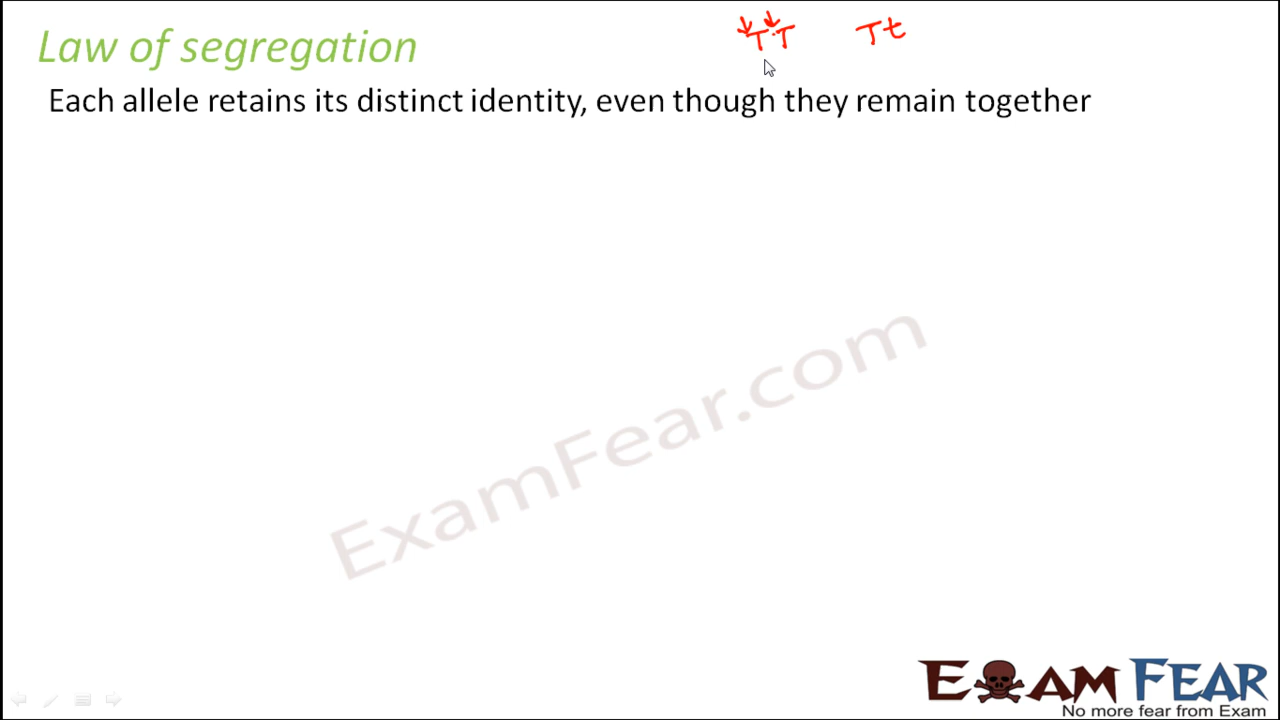 Law of segregation
TT Tt
Each allele retains its distinct identity, even though they remain together
ExamFear.com
EXAM FEAR
No more fear from Exam